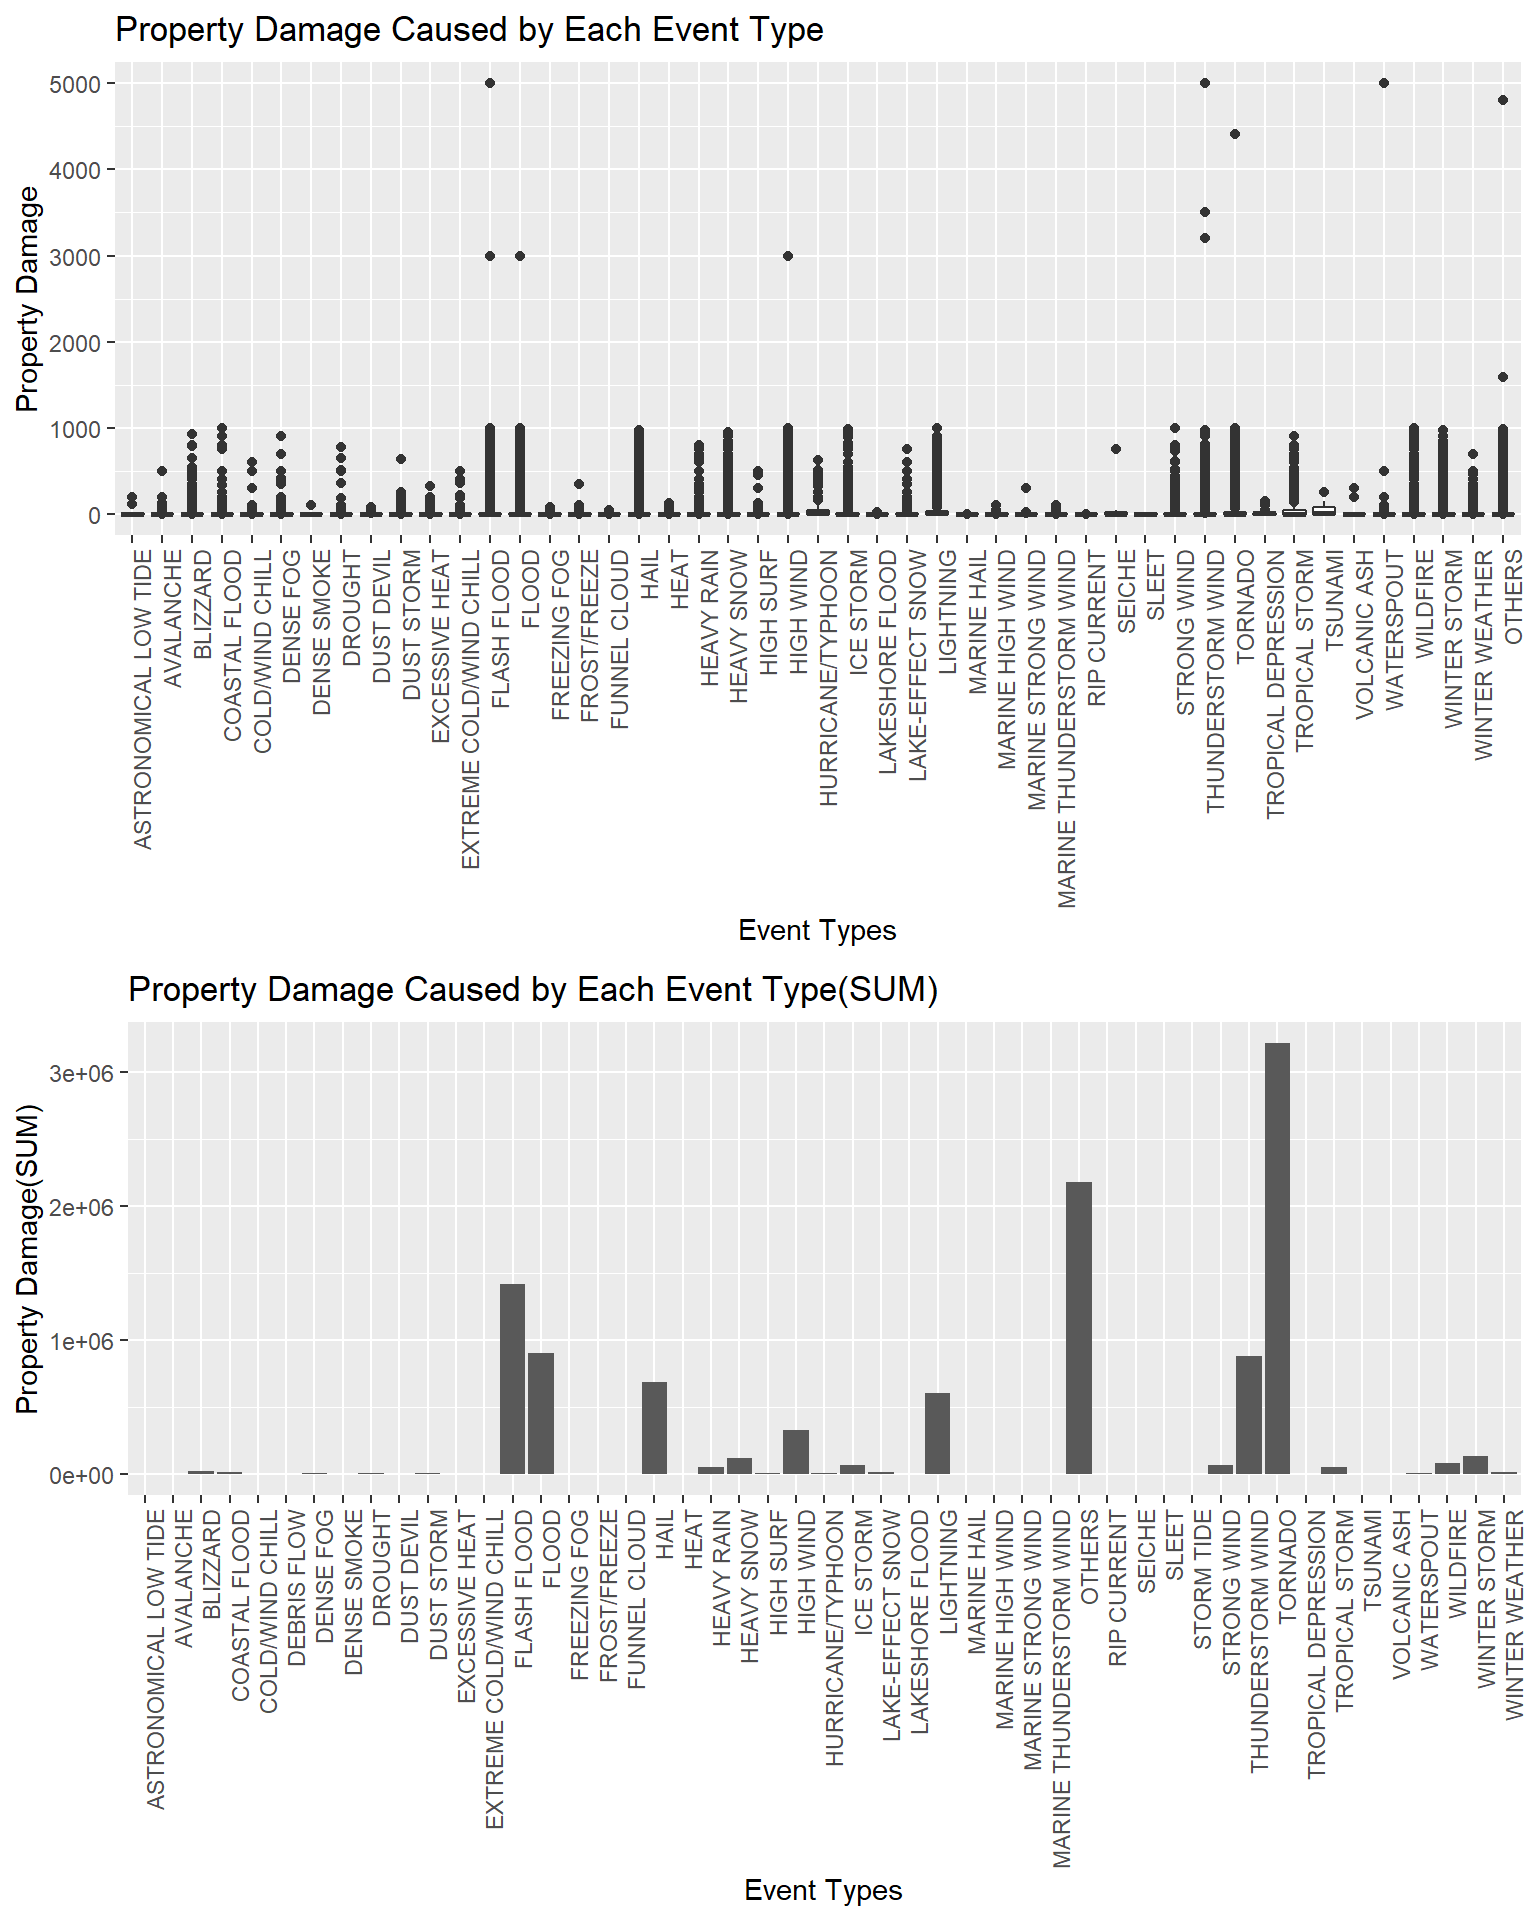 Property Damage Caused by Each Event Type
Property Damage
5000
4000
3000
2000
1000
0
ASTRONOMICAL LOW TIDE
AVALANCHE
BLIZZARD
COASTAL FLOOD
COLD/WIND CHILL
DENSE FOG
DENSE SMOKE
DROUGHT
DUST DEVIL
DUST STORM
EXCESSIVE HEAT
EXTREME COLD/WIND CHILL
FLASH FLOOD
FLOOD
FREEZING FOG
FROST/FREEZE
FUNNEL CLOUD
HAIL
HEAT
HEAVY RAIN
HEAVY SNOW
HIGH SURF
HIGH WIND
HURRICANE/TYPHOON
ICE STORM
LAKESHORE FLOOD
LAKE-EFFECT SNOW
LIGHTNING
MARINE HAIL
MARINE HIGH WIND
MARINE STRONG WIND
MARINE THUNDERSTORM WIND
RIP CURRENT
SEICHE
SLEET
STRONG WIND
THUNDERSTORM WIND
TORNADO
TROPICAL DEPRESSION
TROPICAL STORM
TSUNAMI
VOLCANIC ASH
WATERSPOUT
WILDFIRE
WINTER STORM
WINTER WEATHER
OTHERS
Event Types
Property Damage Caused by Each Event Type(SUM)
Property Damage(SUM)
3e+06
2e+06
1e+06
0e+00
ASTRONOMICAL LOW TIDE
AVALANCHE
BLIZZARD
COASTAL FLOOD
COLD/WIND CHILL
DEBRIS FLOW
DENSE FOG
DENSE SMOKE
DROUGHT
DUST DEVIL
DUST STORM
EXCESSIVE HEAT
EXTREME COLD/WIND CHILL
FLASH FLOOD
FLOOD
FREEZING FOG
FROST/FREEZE
FUNNEL CLOUD
HAIL
HEAT
HEAVY RAIN
HEAVY SNOW
HIGH SURF
HIGH WIND
HURRICANE/TYPHOON
ICE STORM
LAKE-EFFECT SNOW
LAKESHORE FLOOD
LIGHTNING
MARINE HAIL
MARINE HIGH WIND
MARINE STRONG WIND
MARINE THUNDERSTORM WIND
OTHERS
RIP CURRENT
SEICHE
SLEET
STORM TIDE
STRONG WIND
THUNDERSTORM WIND
TORNADO
TROPICAL DEPRESSION
TROPICAL STORM
TSUNAMI
VOLCANIC ASH
WATERSPOUT
WILDFIRE
WINTER STORM
WINTER WEATHER
Event Types